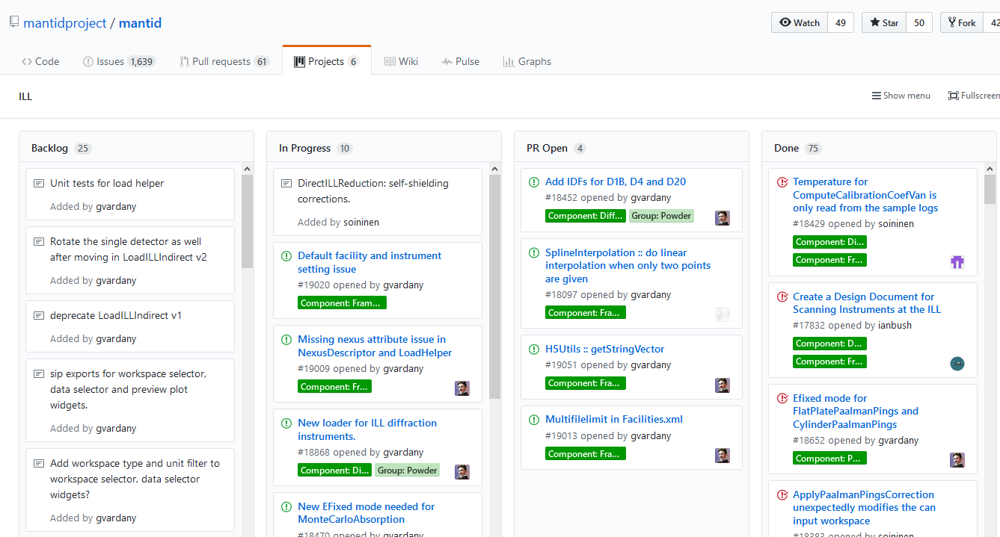 mantidproject / mantid
Watch 49
Star 50
Fork 42
Code
Issues 1,639
Pull requests 61
Projects 6
Wiki
Pulse
Graphs
ILL
Show menu
Fullscreen
Backlog 25
Unit tests for load helper
Added by gvardany
Rotate the single detector as well
after moving in LoadILLIndirect v2
Added by gvardany
deprecate LoadILLIndirect v1
Added by gvardany
sip exports for workspace selector,
data selector and preview plot
widgets.
Added by gvardany
Add workspace type and unit filter to
workspace selector, data selector
widgets?
Added by gvardany
In Progress 10
DirectILLReduction: self-shielding
corrections.
Added by soininen
Default facility and instrument
setting issue
#19020 opened by gvardany
Component: Fram...
Missing nexus attribute issue in
NexusDescriptor and LoadHelper
#19009 opened by gvardany
Component: Fr...
New loader for ILL diffraction
instruments.
#18868 opened by gvardany
Component: Di... Group: Powder
New EFixed mode needed for
MonteCarloAbsorption
#18470 opened by gvardany
PR Open 4
Add IDFs for D1B, D4 and D20
#18452 opened by gvardany
Component: Diff... Group: Powder
SplineInterpolation :: do linear
interpolation when only two points
are given
#18097 opened by gvardany
Component: Fra...
H5Utils :: getStringVector
#19051 opened by gvardany
Component: Fra...
Multifilelimit in Facilities.xml
#19013 opened by gvardany
Component: Fra...
Done 75
Temperature for
ComputeCalibrationCoefVan is
only read from the sample logs
#18429 opened by soininen
Component: Di...
Component: Fr...
Create a Design Document for
Scanning Instruments at the ILL
#17832 opened by ianbush
Component: D...
Component: Fr...
Efixed mode for
FlatPlatePaalmanPings and
CylinderPaalmanPings
#18652 opened by gvardany
Component: P...
ApplyPaalmanPingsCorrection
unexpectedly modifies the can
input workspace
#18383 opened by soininen